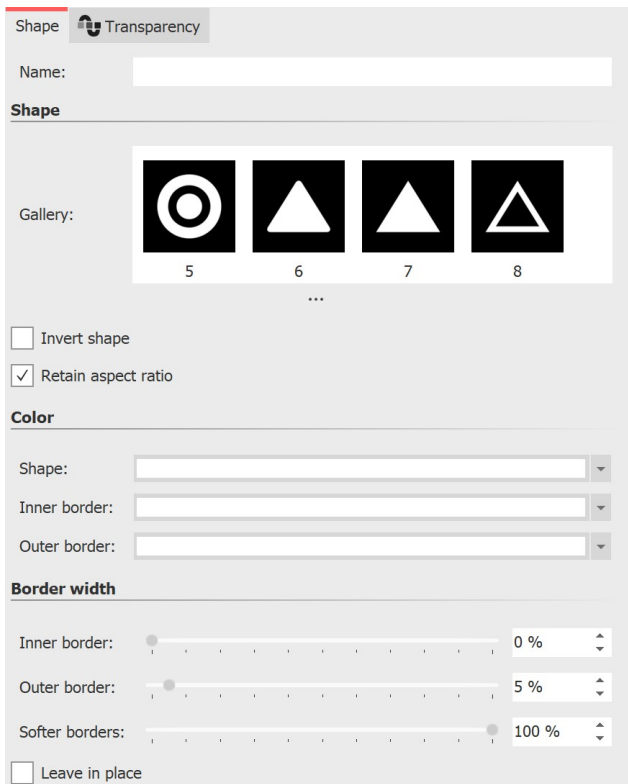 Shape Transparency
Name:
Shape
Gallery:
5 6 7 8
...
Invert shape
Retain aspect ratio
Color
Shape:
Inner border:
Outer border:
Border width
Inner border: 0 %
Outer border: 5 %
Softer borders: 100 %
Leave in place